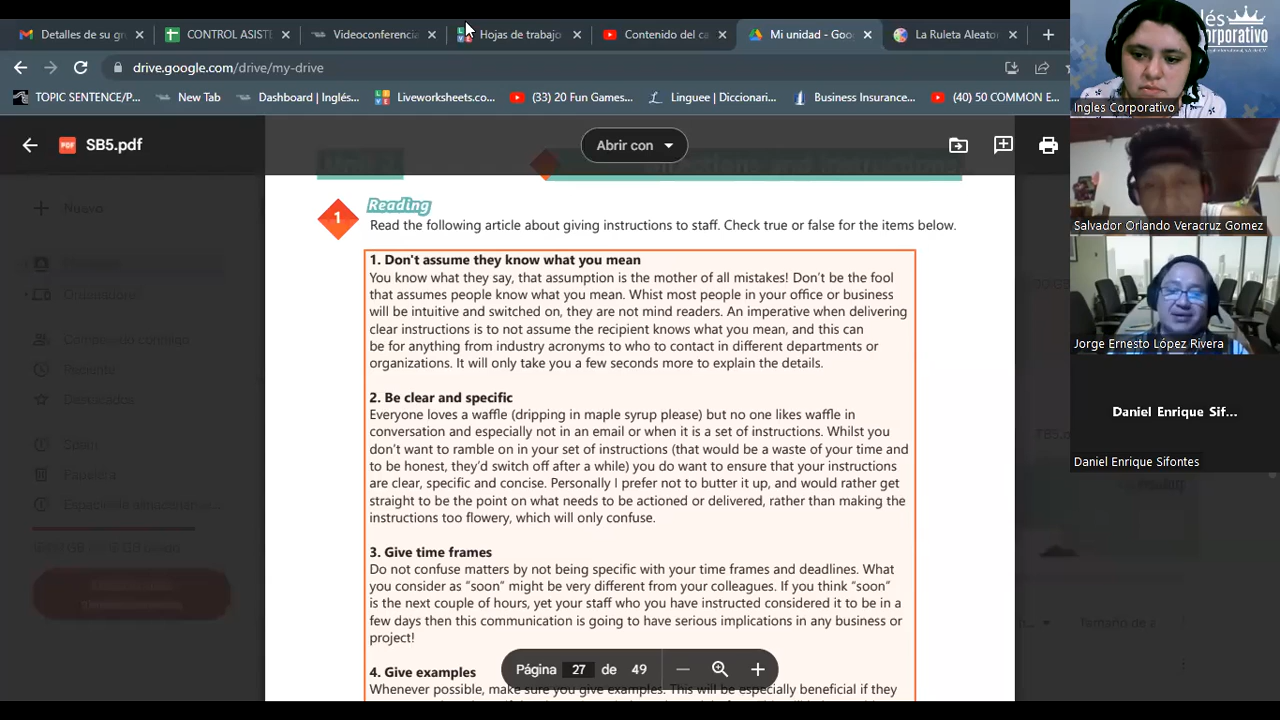 Detalles de su gn
CONTROL ASISTE
Videoconferencia
Hojas de trabajo
Contenido del ca
Mi unidad - Goo
La Ruleta Aleato
drive.google.com/drive/my-drive
TOPIC SENTENCE/P...
New Tab
Dashboard | Inglés...
Liveworksheets.co...
(33) 20 Fun Games...
Linguee | Diccionari...
Business Insurance...
(40) 50 COMMON E...
SB5.pdf
Abrir con
Reading
1
Read the following article about giving instructions to staff. Check true or false for the items below.
1. Don't assume they know what you mean
You know what they say, that assumption is the mother of all mistakes! Don't be the fool
that assumes people know what you mean. Whist most people in your office or business
will be intuitive and switched on, they are not mind readers. An imperative when delivering
clear instructions is to not assume the recipient knows what you mean, and this can
be for anything from industry acronyms to who to contact in different departments or
organizations. It will only take you a few seconds more to explain the details.
2. Be clear and specific
Everyone loves a waffle (dripping in maple syrup please) but no one likes waffle in
conversation and especially not in an email or when it is a set of instructions. Whilst you
don't want to ramble on in your set of instructions (that would be a waste of your time and
to be honest, they'd switch off after a while) you do want to ensure that your instructions
are clear, specific and concise. Personally I prefer not to butter it up, and would rather get
straight to be the point on what needs to be actioned or delivered, rather than making the
instructions too flowery, which will only confuse.
3. Give time frames
Do not confuse matters by not being specific with your time frames and deadlines. What
you consider as "soon" might be very different from your colleagues. If you think "soon"
is the next couple of hours, yet your staff who you have instructed considered it to be in a
few days then this communication is going to have serious implications in any business or
project!
4. Give examples
Whenever possible, make sure you give examples. This will be especially beneficial if they
Página 27 de 49
Nuevo
Ingles Corporativo
Salvador Orlando Veracruz Gomez
Jorge Ernesto López Rivera
Daniel Enrique Sif...
Daniel Enrique Sifontes